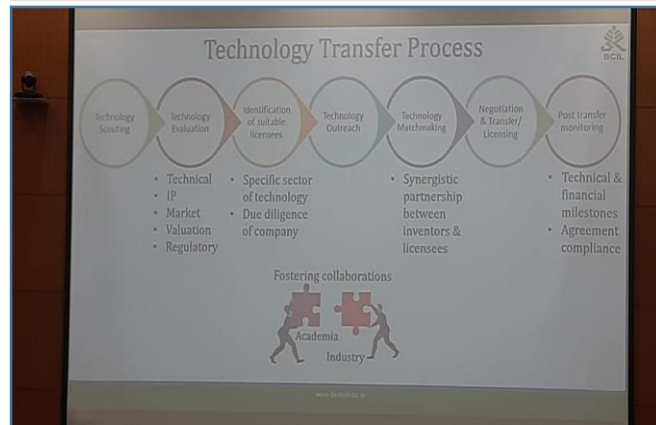 Technology Transfer Process
BCIL
Technology
Scouting
Technology
Evaluation
Identification
of suitable
licensees
Technology
Outreach
Technology
Matchmaking
Negotiation
& Transfer/
Licensing
Post transfer
monitoring
• Technical
• IP
• Market
• Valuation
• Regulatory
• Specific sector
of technology
• Due diligence
of company
• Synergistic
partnership
between
inventors &
licensees
• Technical &
financial
milestones
• Agreement
compliance
Fostering collaborations
Academia
Industry